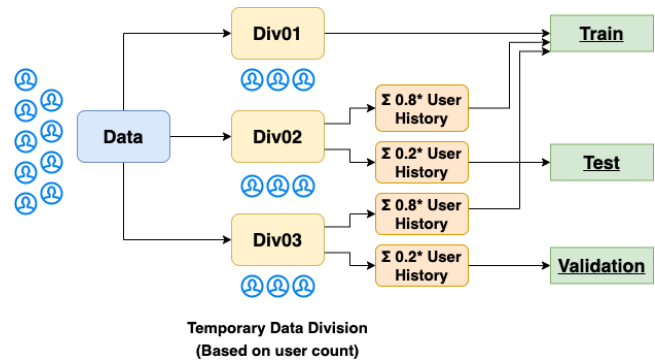 Data
Div01
Div02
Div03
Σ 0.8* User
History
Σ 0.2* User
History
Σ 0.8* User
History
Σ 0.2* User
History
Train
Test
Validation
Temporary Data Division
(Based on user count)